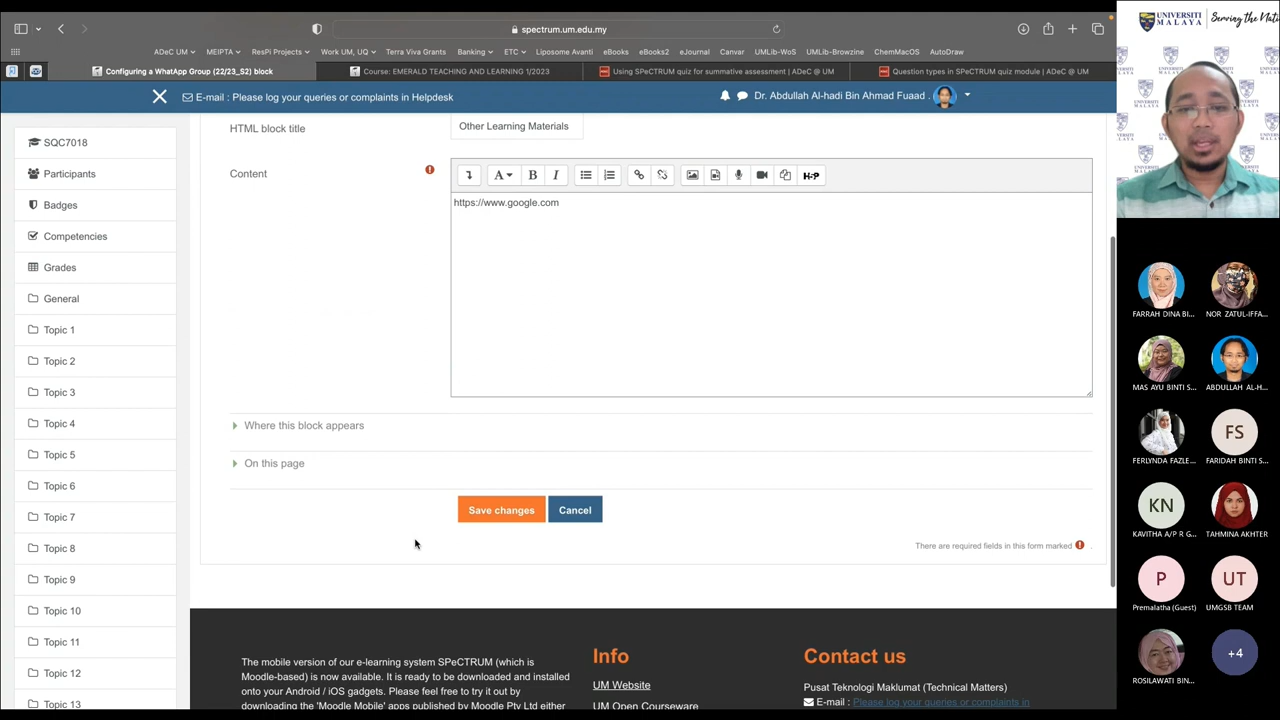 spectrum.um.edu.my
ADeC UM MEIPTA ResPi Projects Work UM, UQ Terra Viva Grants Banking ETC Liposome Avanti eBooks eBooks2 eJournal Canvar UMLib-WoS UMLib-Browzine ChemMacOS AutoDraw
Configuring a WhatApp Group (22/23_S2) block
Course: EMERALD TEACHING AND LEARNING 1/2023
Using SPeCTRUM quiz for summative assessment | ADeC @ UM
Question types in SPeCTRUM quiz module | ADeC @ UM
E-mail : Please log your queries or complaints in Helpdesk
Dr. Abdullah Al-hadi Bin Ahmad Fuaad .
SQC7018
Participants
Badges
Competencies
Grades
General
Topic 1
Topic 2
Topic 3
Topic 4
Topic 5
Topic 6
Topic 7
Topic 8
Topic 9
Topic 10
Topic 11
Topic 12
Topic 13
HTML block title
Other Learning Materials
Content
A B I
H-P
https://www.google.com
Where this block appears
On this page
Save changes
Cancel
There are required fields in this form marked .
The mobile version of our e-learning system SPeCTRUM (which is
Moodle-based) is now available. It is ready to be downloaded and installed
onto your Android / iOS gadgets. Please feel free to try it out by
downloading the 'Moodle Mobile' apps published by Moodle Pty Ltd either
Info
UM Website
UM Open Courseware
Contact us
Pusat Teknologi Maklumat (Technical Matters)
E-mail : Please log your queries or complaints in
UNIVERSITI
MALAYA
Serving the Nati
FARRAH DINA BI...
NOR ZATUL-IFFA...
MAS AYU BINTI S...
ABDULLAH AL-H...
FERLYNDA FAZLE...
FS
FARIDAH BINTI S...
KN
KAVITHA A/P R G...
TAHMINA AKHTER
P
Premalatha (Guest)
UT
UMGSB TEAM
ROSILAWATI BIN...
+4